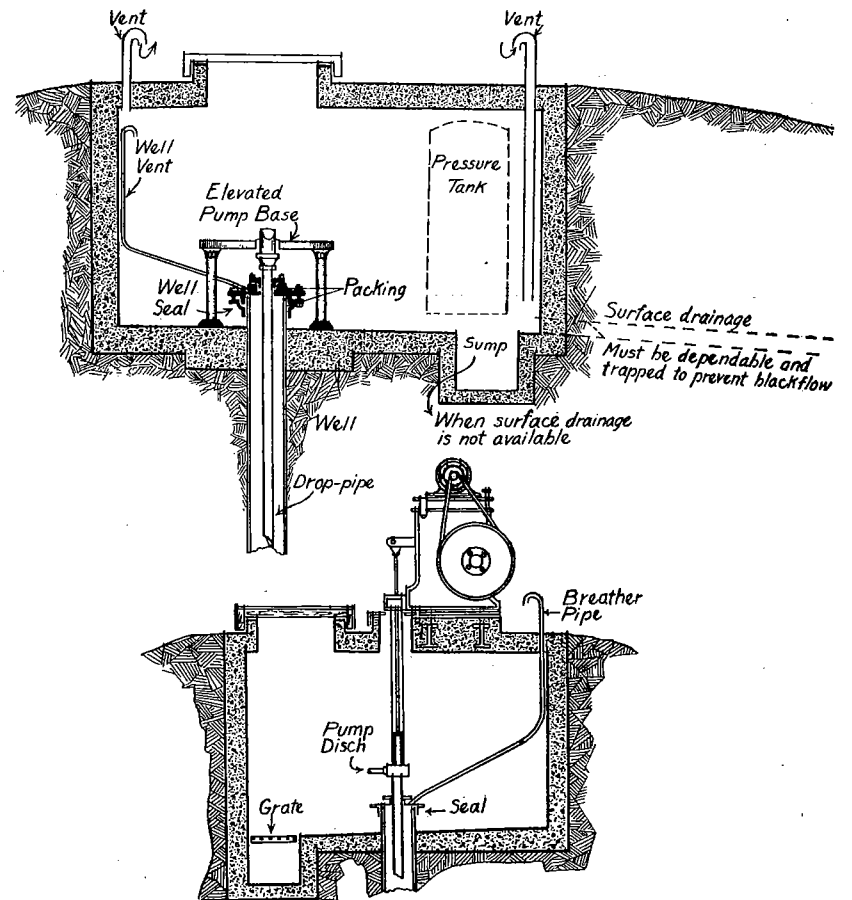 Vent
Vent
Well
Vent
Elevated
Pump Base
Pressure
Tank
Well
Seal
Packing
Surface drainage
Must be dependable and
trapped to prevent blackflow
Sump
When surface drainage
is not available
Well
Drop-pipe
Breather
Pipe
Pump
Disch
Seal
Grate